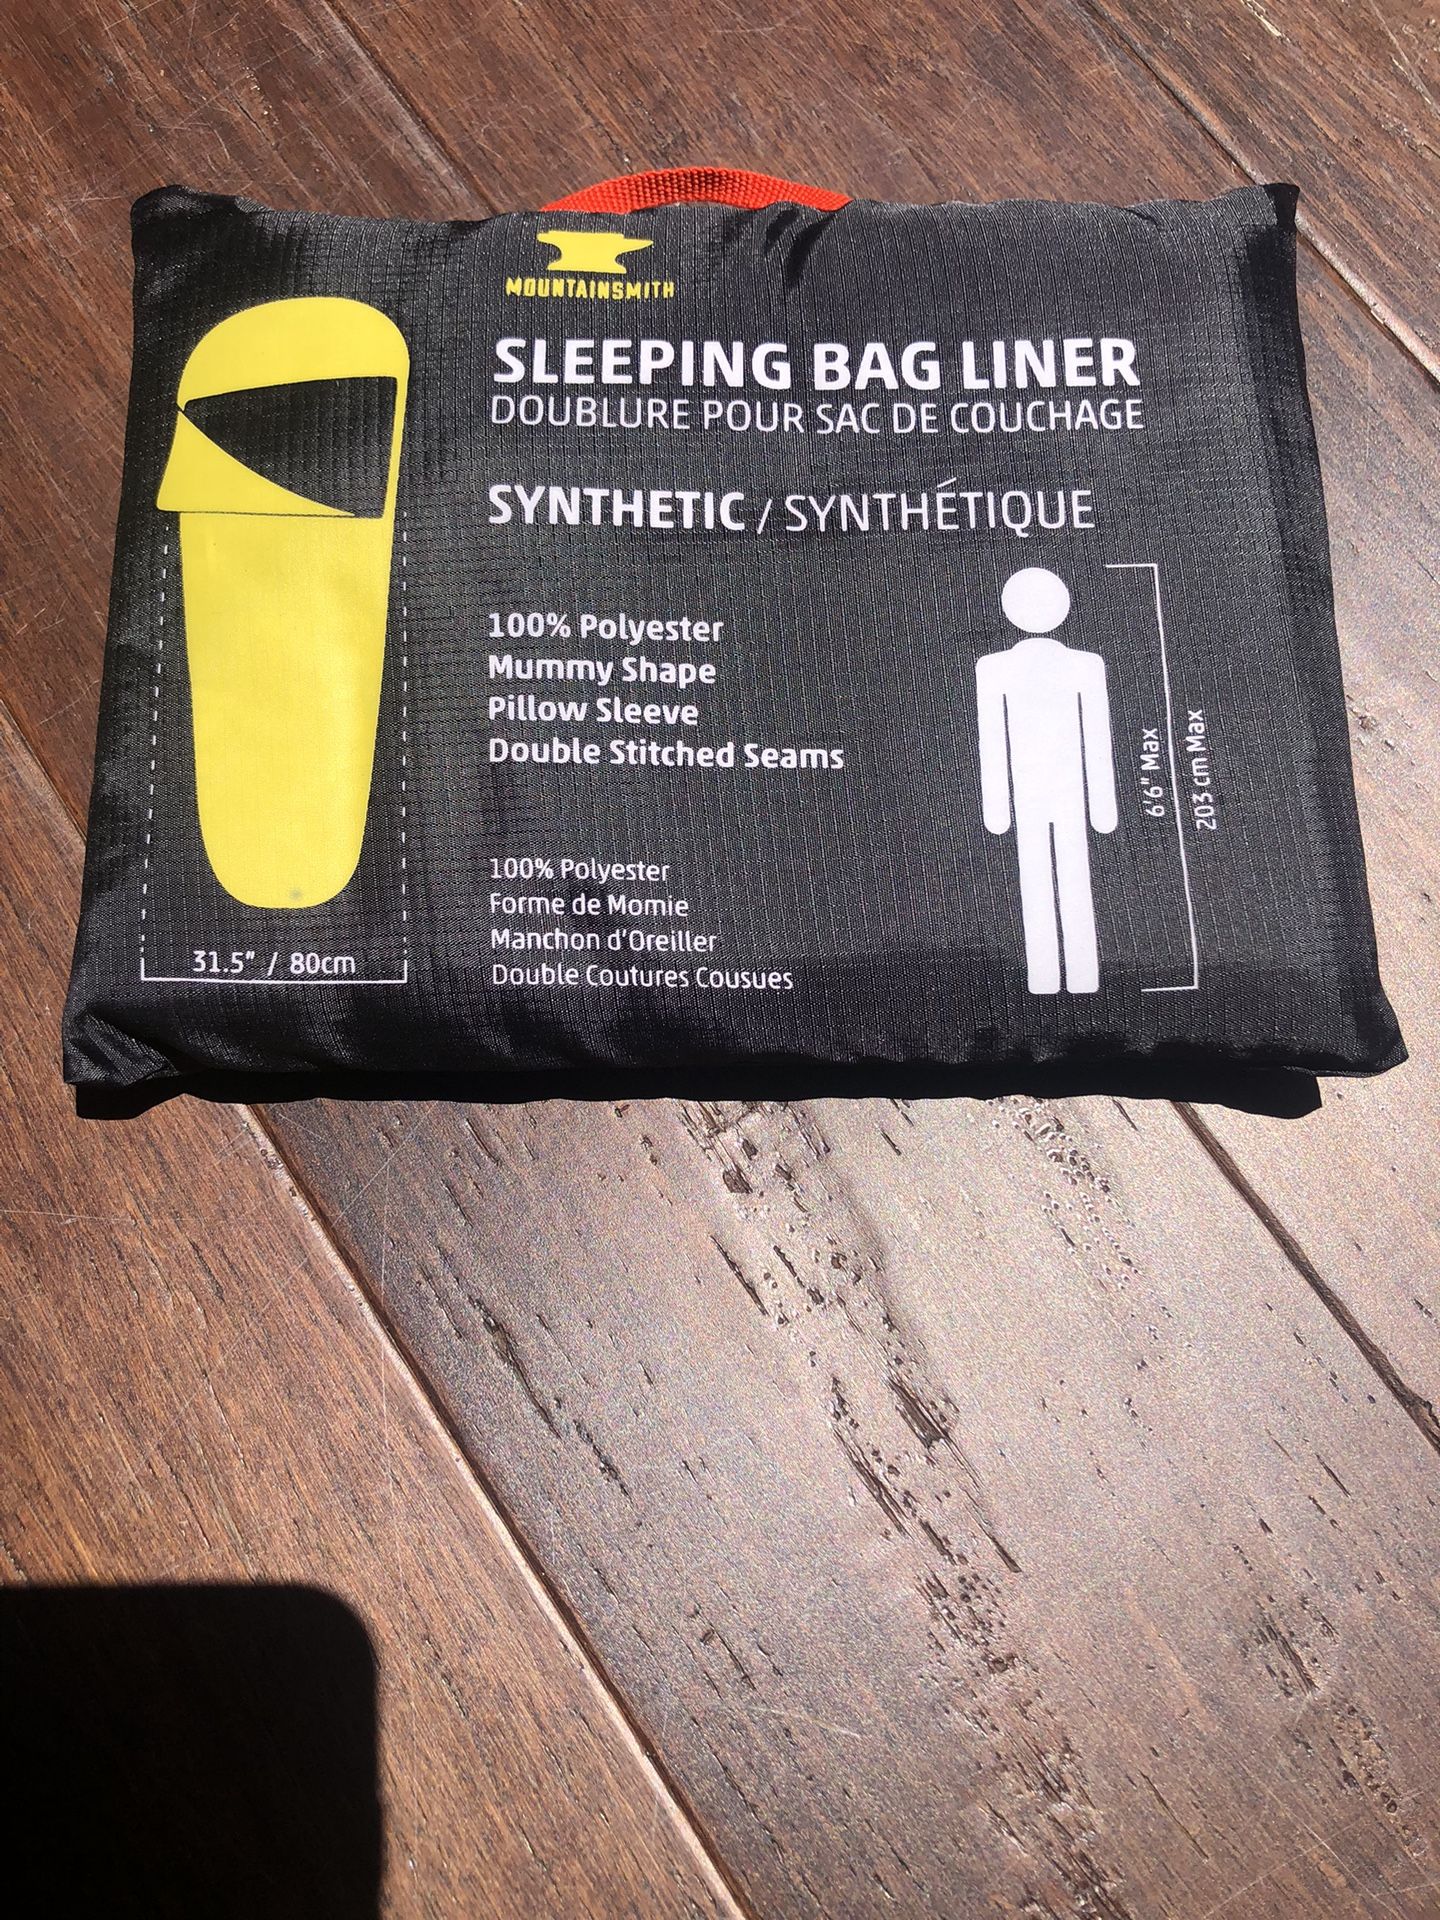 MOUNTAINSMITH
SLEEPING BAG LINER
DOUBLURE POUR SAC DE COUCHAGE
SYNTHETIC / SYNTHÉTIQUE
100% Polyester
Mummy Shape
Pillow Sleeve
Double Stitched Seams
100% Polyester
Forme de Momie
Manchon d'Oreiller
Double Coutures Cousues
31.5" / 80cm
6'6" Max
203 cm Max